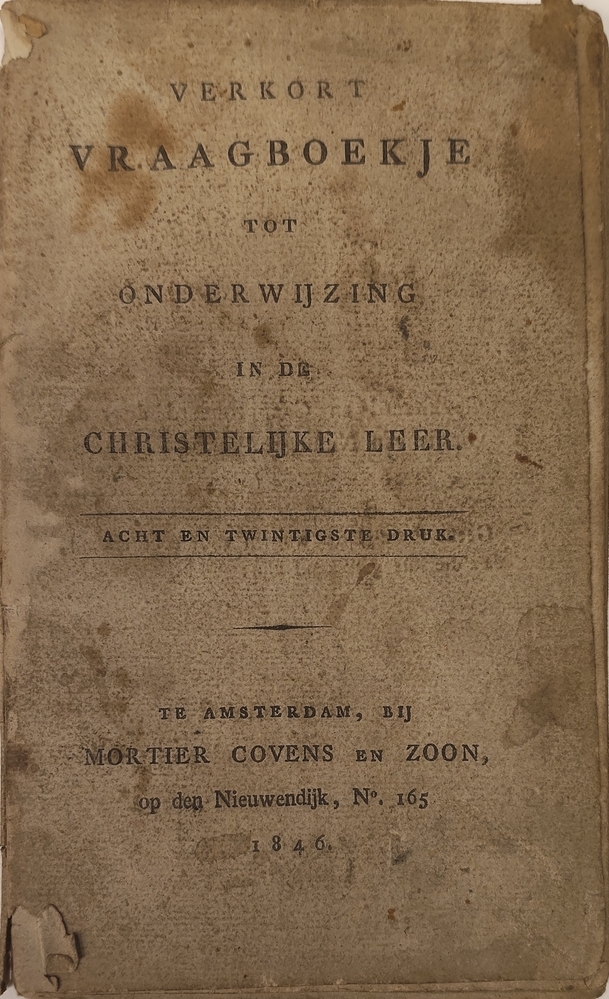 VERKORT
VRAAGBOEKJE
TOT
ONDERWIJZING
IN DE
CHRISTELIJKE LEER.
ACHT EN TWINTIGSTE DRUK.
TE AMSTERDAM, BIJ
MORTIER COVENS EN ZOON,
op den Nieuwendijk, Nº. 165
1846.